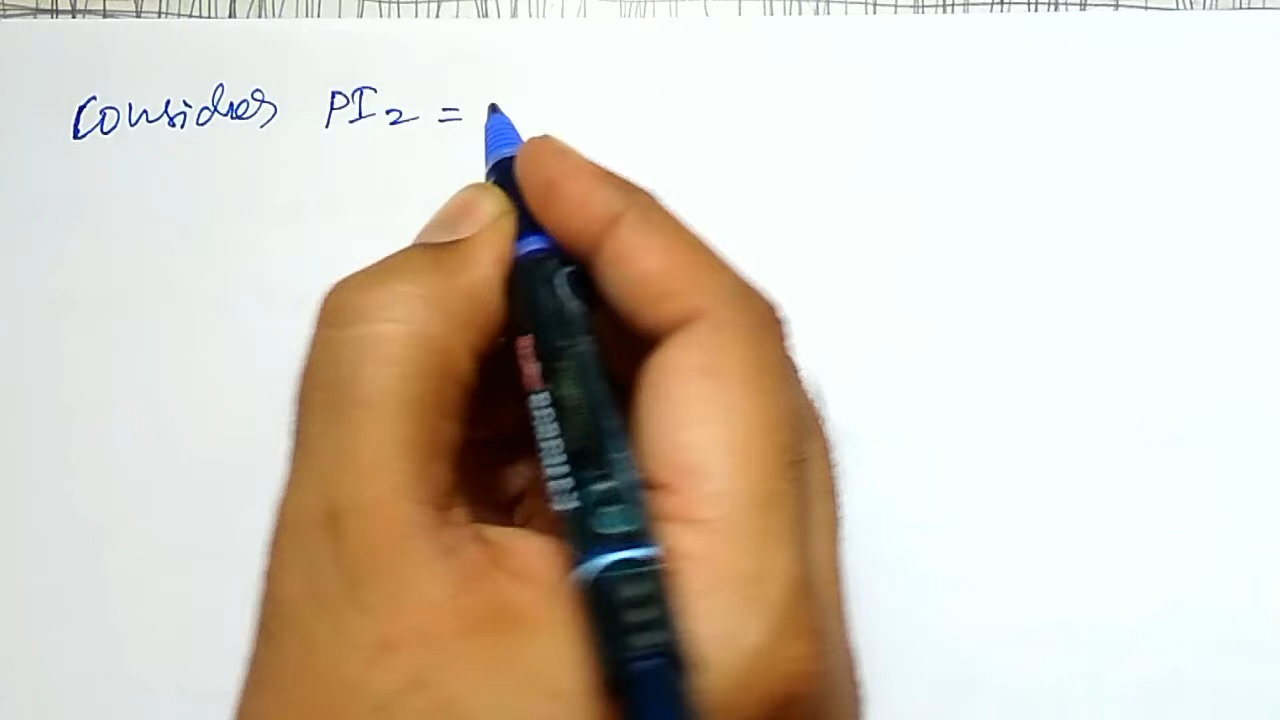 Consider PI₂ =